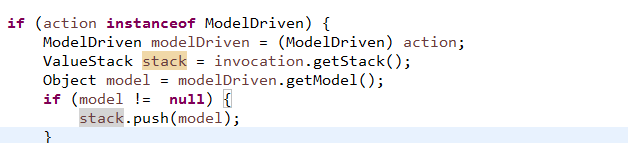 if (action instanceof ModelDriven) {
    ModelDriven modelDriven = (ModelDriven) action;
    ValueStack stack = invocation.getStack();
    Object model = modelDriven.getModel();
    if (model !=  null) {
        stack.push(model);
    }